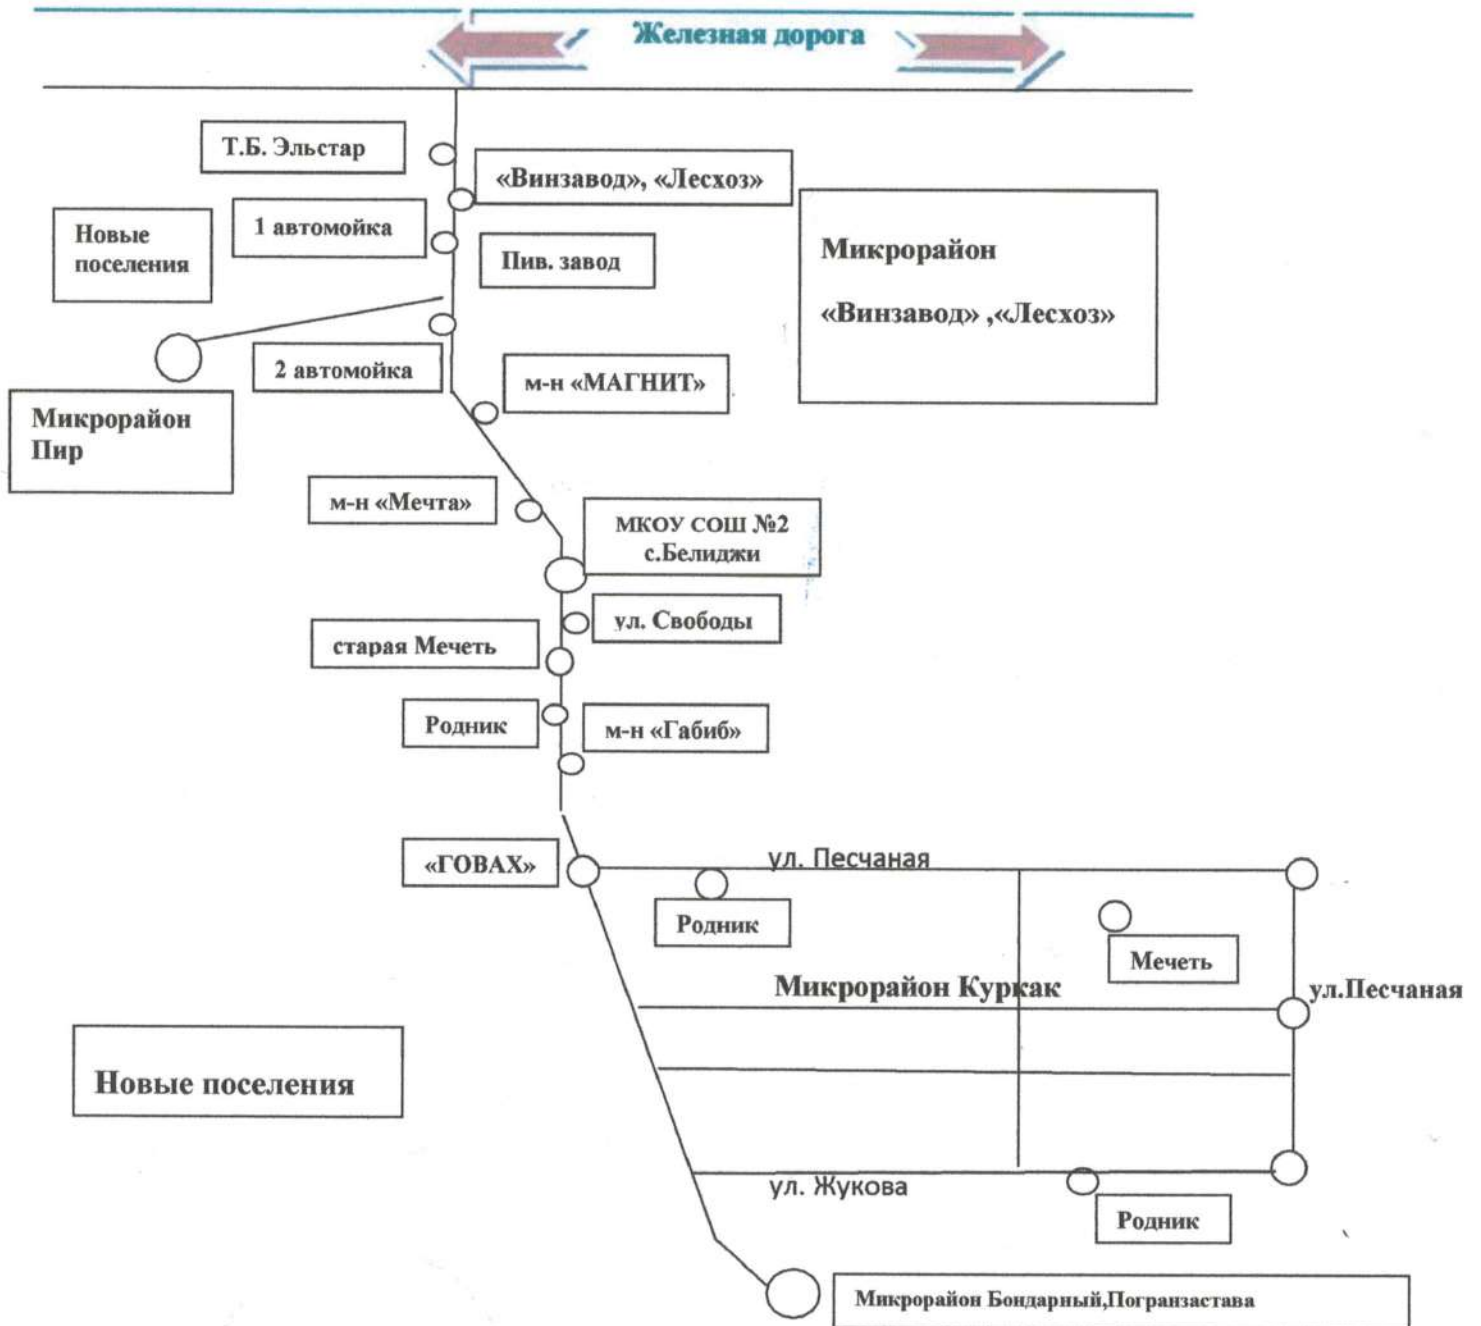 Железная дорога
Т.Б. Эльстар
«Винзавод», «Лесхоз»
1 автомойка
Новые
поселения
Пив. завод
Микрорайон
«Винзавод» ,«Лесхоз»
2 автомойка
м-н «МАГНИТ»
Микрорайон
Пир
м-н «Мечта»
МКОУ СОШ №2
с.Белиджи
ул. Свободы
старая Мечеть
Родник
м-н «Габиб»
«ГОВАХ»
ул. Песчаная
Родник
Мечеть
Микрорайон Куркак
ул.Песчаная
Новые поселения
ул. Жукова
Родник
Микрорайон Бондарный,Погранзастава